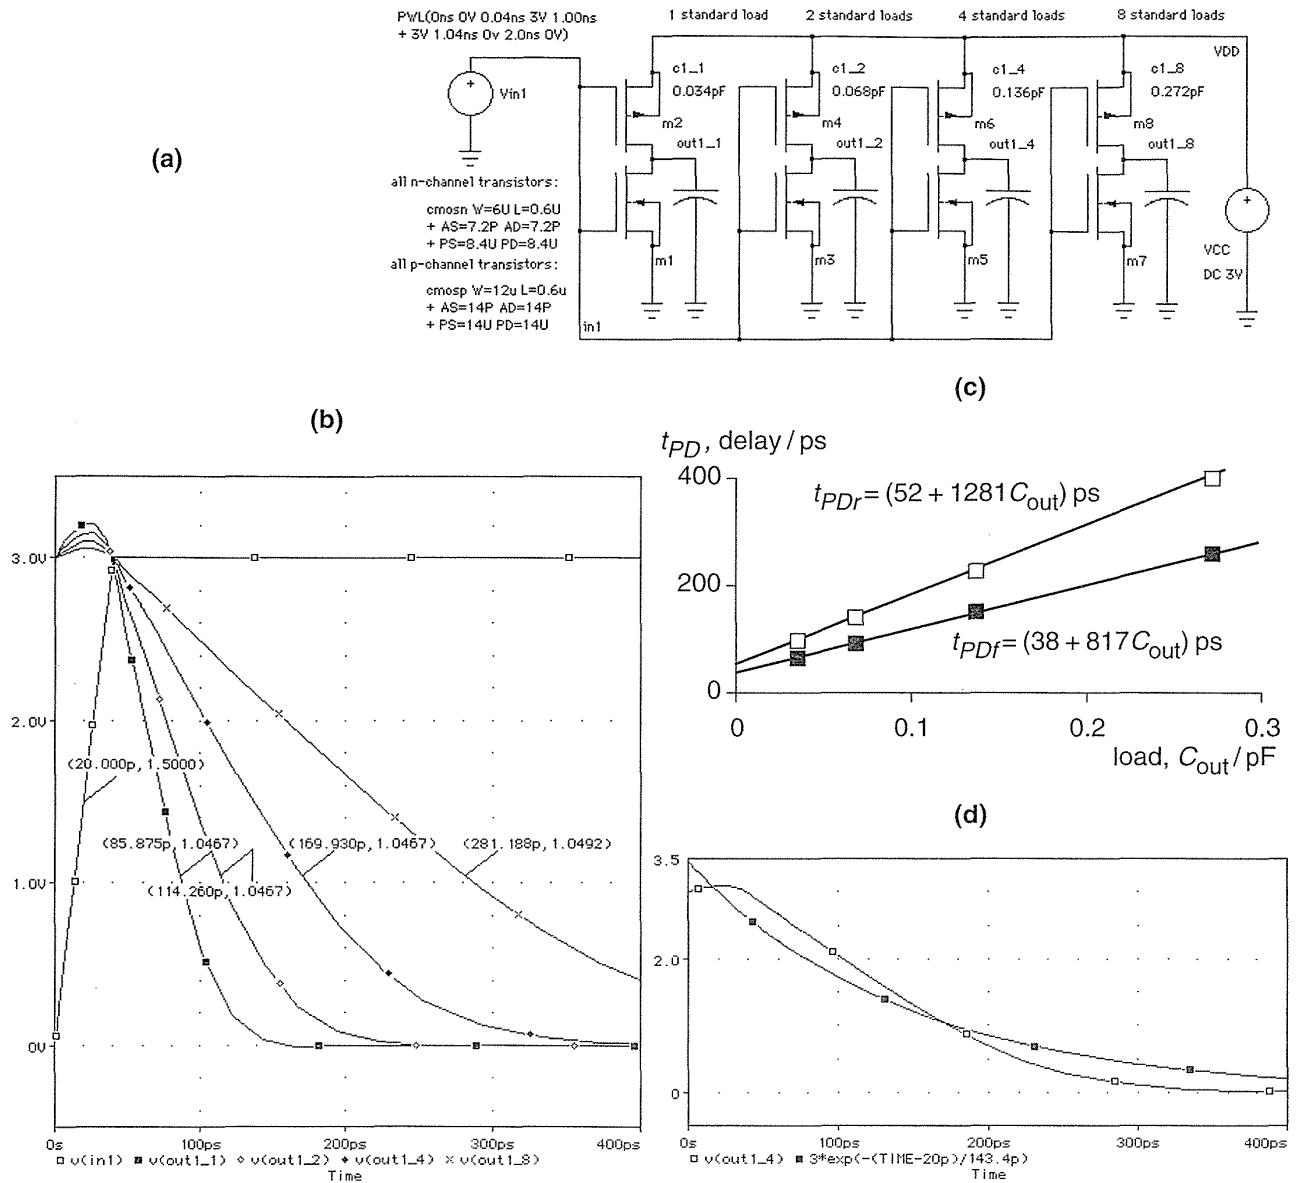 PWL(0ns 0V 0.04ns 3V 1.00ns
+ 3V 1.04ns 0v 2.0ns 0V)
1 standard load
2 standard loads
4 standard loads
8 standard loads
VDD
Vin1
c1_1
0.034pF
m2
out1_1
m1
c1_2
0.068pF
m4
out1_2
m3
c1_4
0.136pF
m6
out1_4
m5
c1_8
0.272pF
m8
out1_8
m7
VCC
DC 3V
(a)
all n-channel transistors:
cmosn W=6U L=0.6U
+ AS=7.2P AD=7.2P
+ PS=8.4U PD=8.4U
all p-channel transistors:
cmosp W=12u L=0.6u
+ AS=14P AD=14P
+ PS=14U PD=14U
in1
(b)
3.0V
2.0V
1.0V
0V
(20.000p,1.5000)
(85.875p,1.0467)
(114.260p,1.0467)
(169.930p,1.0467)
(281.188p,1.0492)
0s
100ps
200ps
300ps
400ps
v(in1) v(out1_1) v(out1_2) v(out1_4) v(out1_8)
Time
(c)
tPD, delay/ps
400
200
0
tPDr = (52 + 1281Cout) ps
tPDf = (38 + 817Cout) ps
0
0.1
0.2
0.3
load, Cout/pF
(d)
3.5
2.0
0
0s
100ps
200ps
300ps
400ps
v(out1_4) 3*exp(-(TIME-20p)/143.4p)
Time